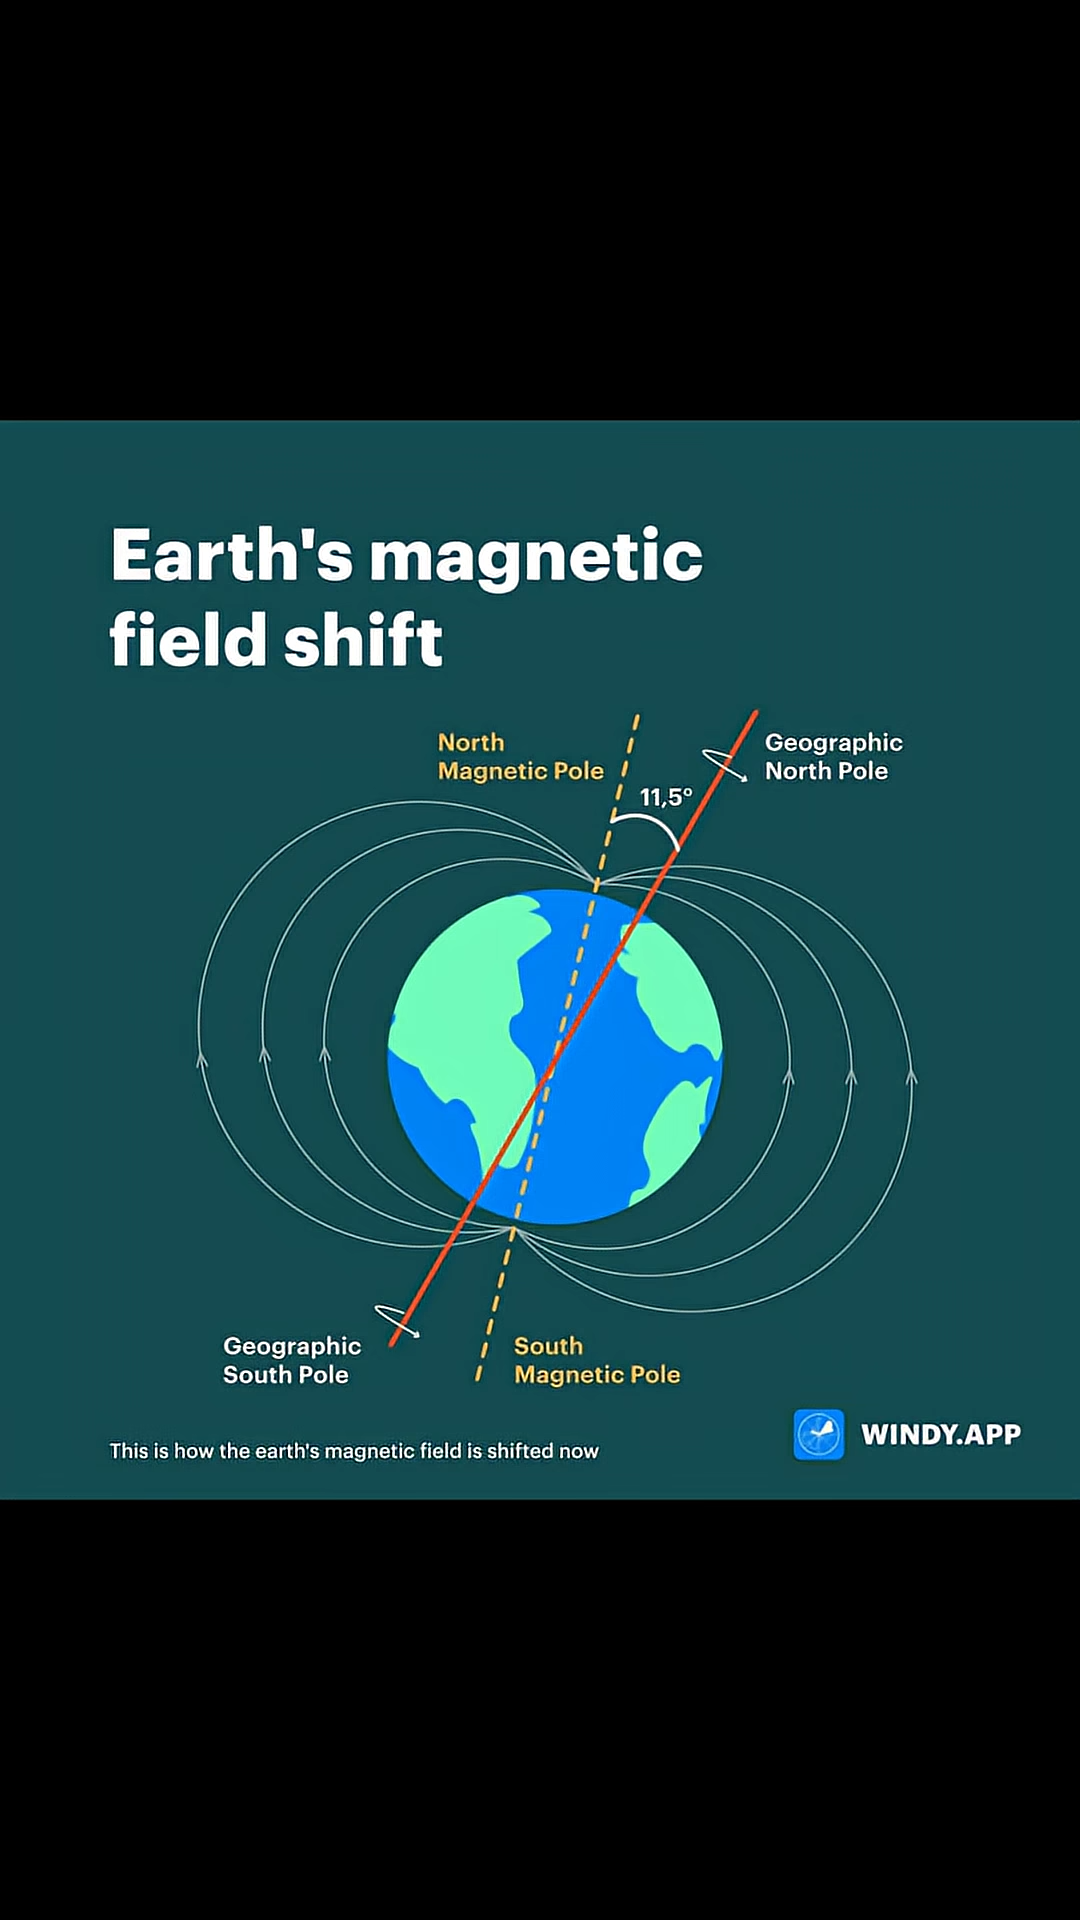 Earth's magnetic
field shift
North
Magnetic Pole
Geographic
North Pole
11,5°
Geographic
South Pole
South
Magnetic Pole
This is how the earth's magnetic field is shifted now
WINDY.APP